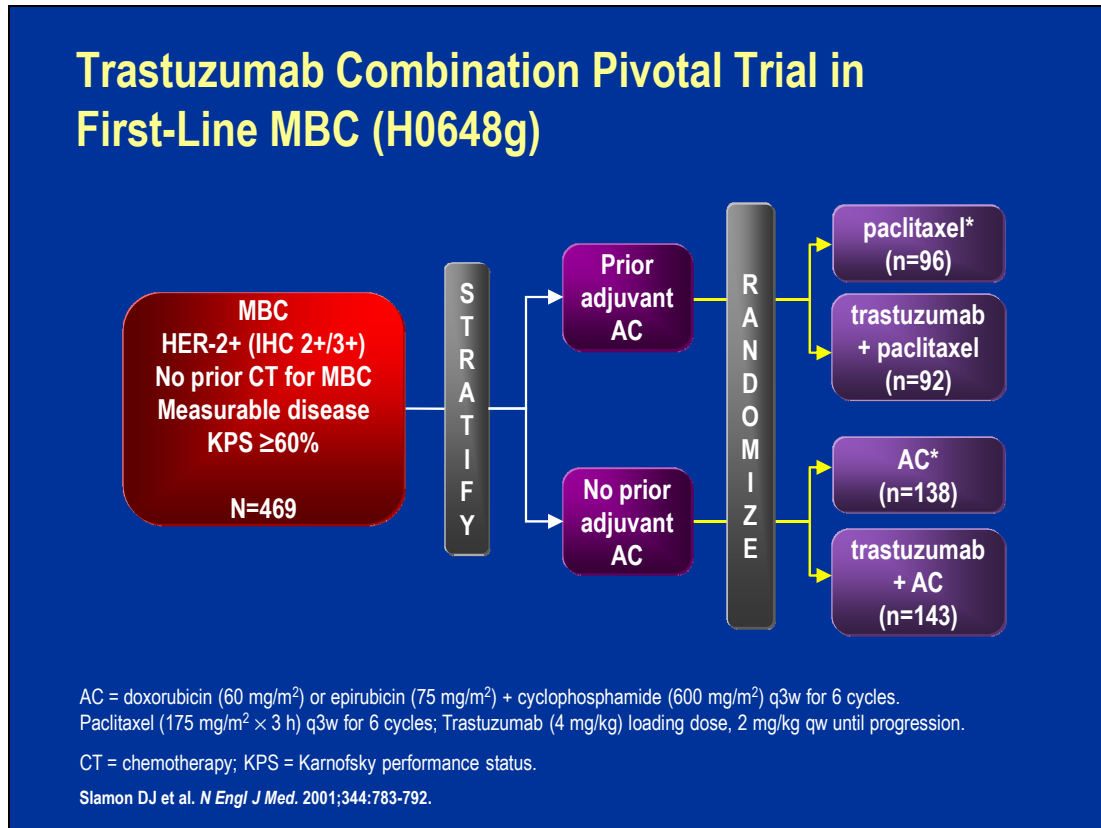 Trastuzumab Combination Pivotal Trial in
First-Line MBC (H0648g)
MBC
HER-2+ (IHC 2+/3+)
No prior CT for MBC
Measurable disease
KPS ≥60%
N=469
STRATIFY
Prior
adjuvant
AC
No prior
adjuvant
AC
RANDOMIZE
paclitaxel*
(n=96)
trastuzumab
+ paclitaxel
(n=92)
AC*
(n=138)
trastuzumab
+ AC
(n=143)
AC = doxorubicin (60 mg/m²) or epirubicin (75 mg/m²) + cyclophosphamide (600 mg/m²) q3w for 6 cycles.
Paclitaxel (175 mg/m² × 3 h) q3w for 6 cycles; Trastuzumab (4 mg/kg) loading dose, 2 mg/kg qw until progression.
CT = chemotherapy; KPS = Karnofsky performance status.
Slamon DJ et al. N Engl J Med. 2001;344:783-792.